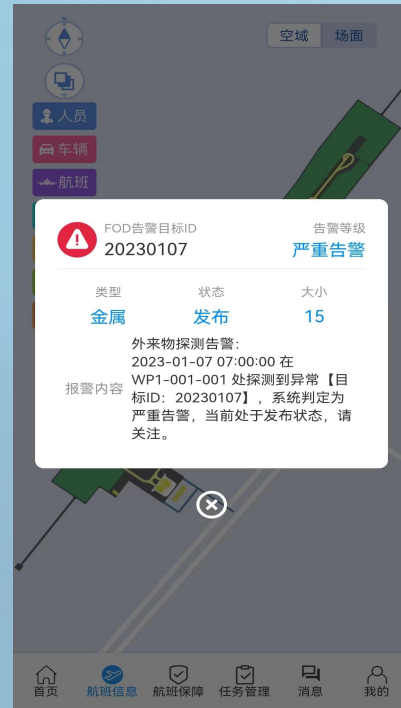 空域 场面
人员
车辆
航班
FOD告警目标ID
20230107
告警等级
严重告警
类型 状态 大小
金属 发布 15
报警内容
外来物探测告警:
2023-01-07 07:00:00 在
WP1-001-001 处探测到异常【目
标ID: 20230107】, 系统判定为
严重告警, 当前处于发布状态, 请
关注。
首页 航班信息 航班保障 任务管理 消息 我的